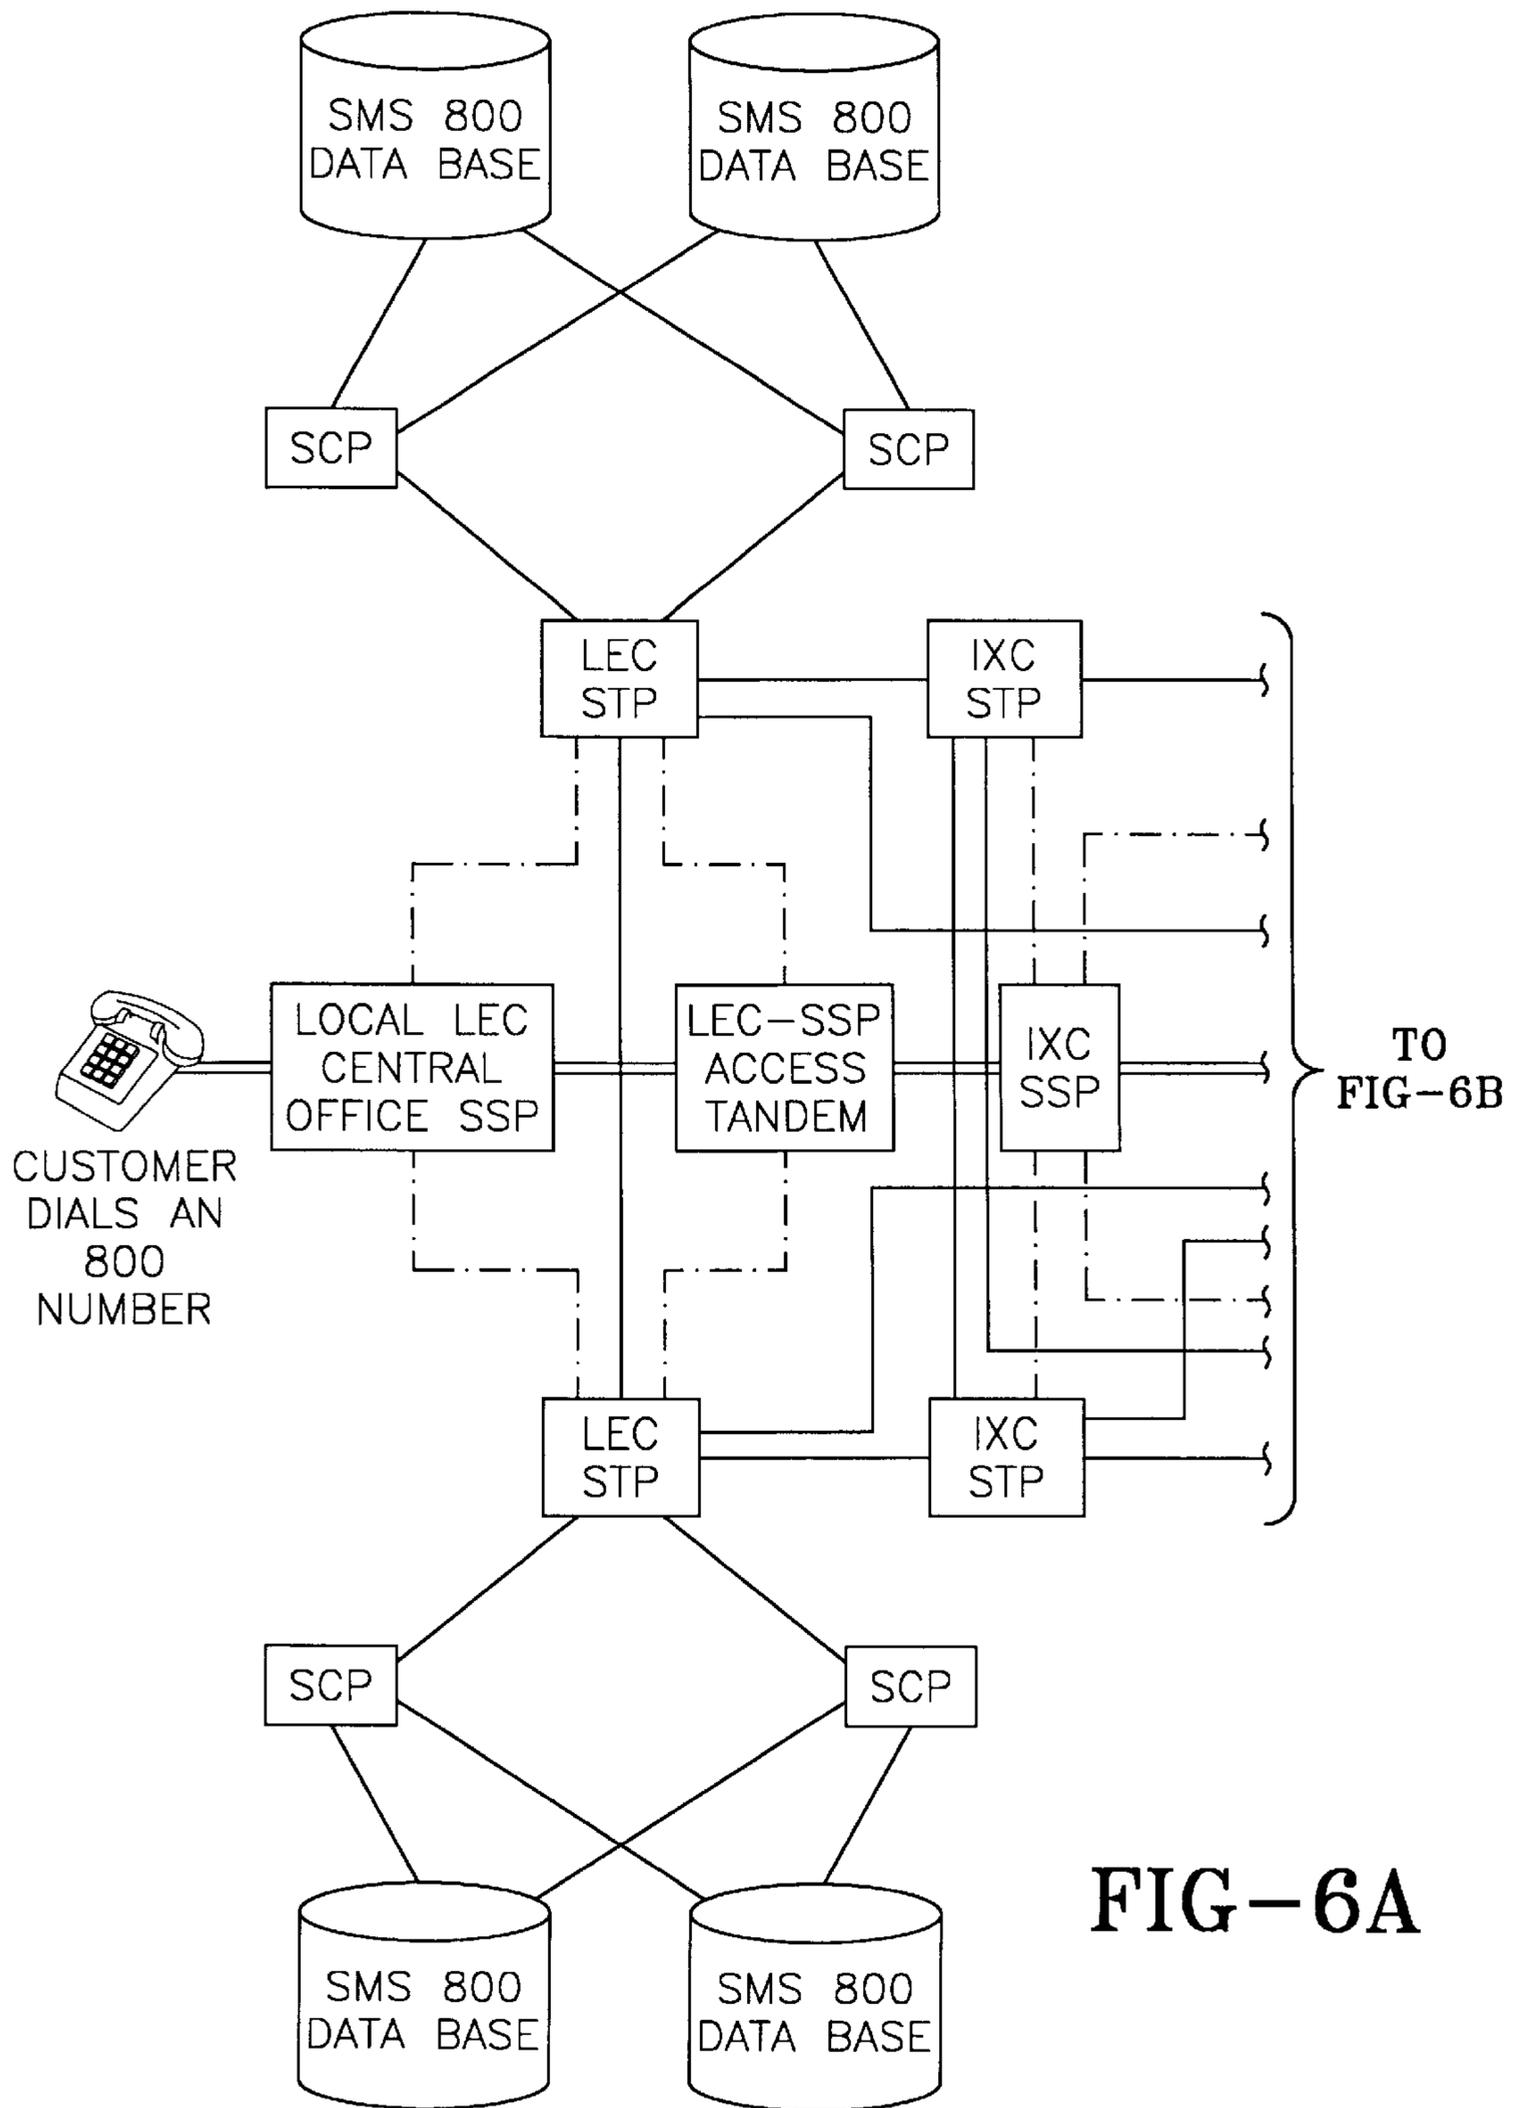 SMS 800
DATA BASE
SMS 800
DATA BASE
SCP
SCP
LEC
STP
IXC
STP
LOCAL LEC
CENTRAL
OFFICE SSP
LEC-SSP
ACCESS
TANDEM
IXC
SSP
TO
FIG-6B
CUSTOMER
DIALS AN
800
NUMBER
LEC
STP
IXC
STP
SCP
SCP
SMS 800
DATA BASE
SMS 800
DATA BASE
FIG-6A